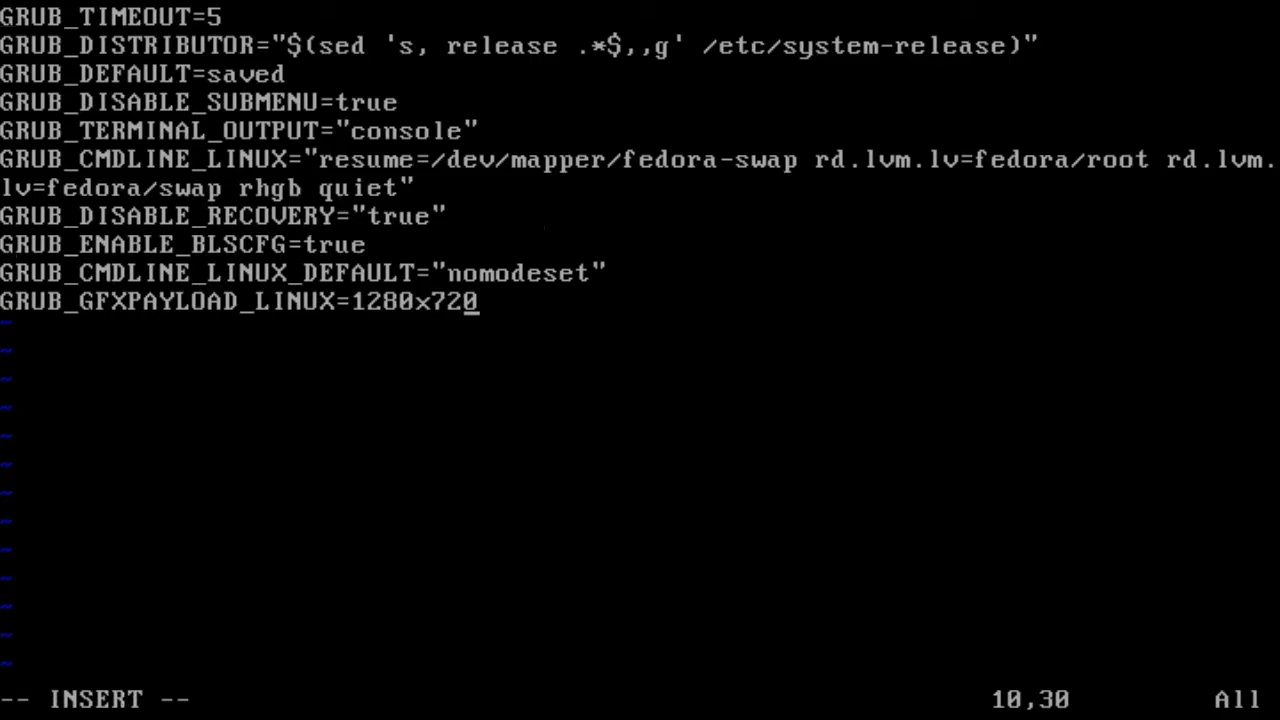 GRUB_TIMEOUT=5
GRUB_DISTRIBUTOR="$(sed 's, release .*$,,g' /etc/system-release)"
GRUB_DEFAULT=saved
GRUB_DISABLE_SUBMENU=true
GRUB_TERMINAL_OUTPUT="console"
GRUB_CMDLINE_LINUX="resume=/dev/mapper/fedora-swap rd.lvm.lv=fedora/root rd.lvm.
lv=fedora/swap rhgb quiet"
GRUB_DISABLE_RECOVERY="true"
GRUB_ENABLE_BLSCFG=true
GRUB_CMDLINE_LINUX_DEFAULT="nomodeset"
GRUB_GFXPAYLOAD_LINUX=1280x720
~
~
~
~
~
~
~
~
~
~
~
~
~
-- INSERT -- 10,30 All